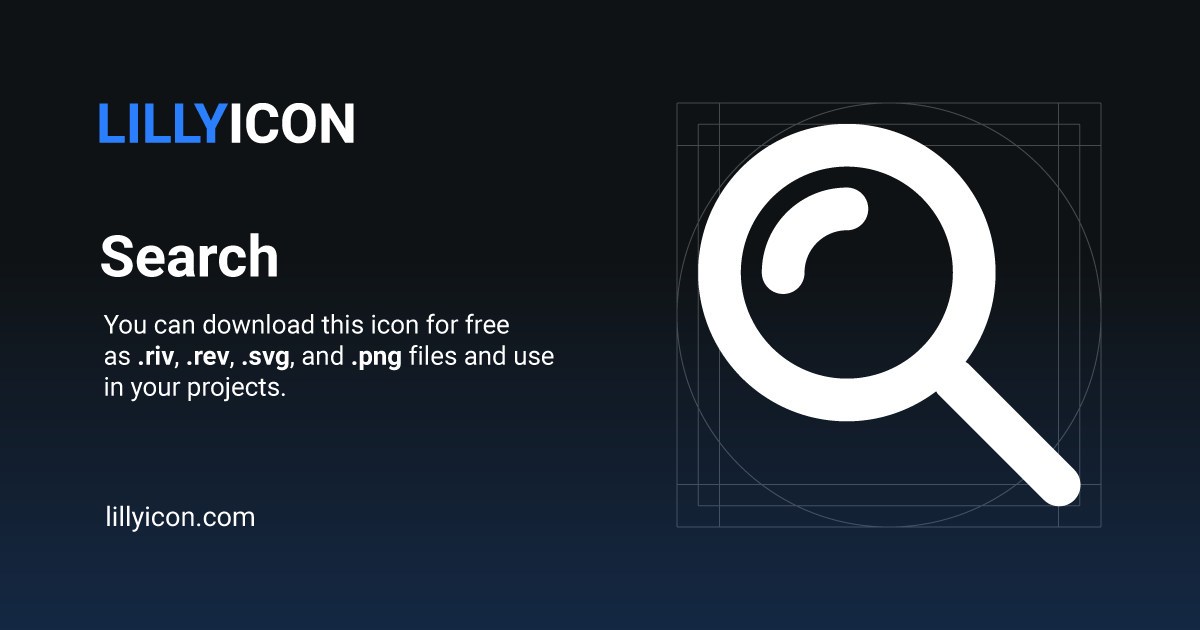 LILLYICON
Search
You can download this icon for free
as .riv, .rev, .svg, and .png files and use
in your projects.
lillyicon.com